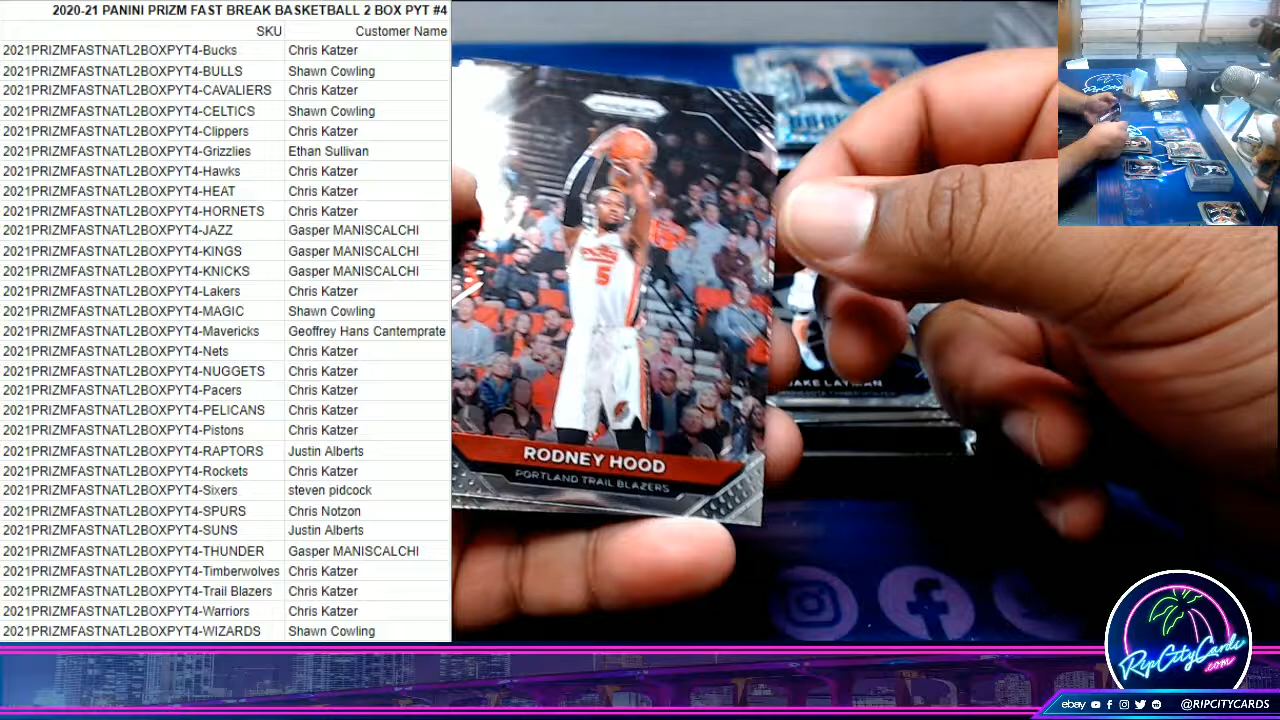 2020-21 PANINI PRIZM FAST BREAK BASKETBALL 2 BOX PYT #4
SKU Customer Name
2021PRIZMFASTNATL2BOXPYT4-Bucks Chris Katzer
2021PRIZMFASTNATL2BOXPYT4-BULLS Shawn Cowling
2021PRIZMFASTNATL2BOXPYT4-CAVALIERS Chris Katzer
2021PRIZMFASTNATL2BOXPYT4-CELTICS Shawn Cowling
2021PRIZMFASTNATL2BOXPYT4-Clippers Chris Katzer
2021PRIZMFASTNATL2BOXPYT4-Grizzlies Ethan Sullivan
2021PRIZMFASTNATL2BOXPYT4-Hawks Chris Katzer
2021PRIZMFASTNATL2BOXPYT4-HEAT Chris Katzer
2021PRIZMFASTNATL2BOXPYT4-HORNETS Chris Katzer
2021PRIZMFASTNATL2BOXPYT4-JAZZ Gasper MANISCALCHI
2021PRIZMFASTNATL2BOXPYT4-KINGS Gasper MANISCALCHI
2021PRIZMFASTNATL2BOXPYT4-KNICKS Gasper MANISCALCHI
2021PRIZMFASTNATL2BOXPYT4-Lakers Chris Katzer
2021PRIZMFASTNATL2BOXPYT4-MAGIC Shawn Cowling
2021PRIZMFASTNATL2BOXPYT4-Mavericks Geoffrey Hans Cantemprate
2021PRIZMFASTNATL2BOXPYT4-Nets Chris Katzer
2021PRIZMFASTNATL2BOXPYT4-NUGGETS Chris Katzer
2021PRIZMFASTNATL2BOXPYT4-Pacers Chris Katzer
2021PRIZMFASTNATL2BOXPYT4-PELICANS Chris Katzer
2021PRIZMFASTNATL2BOXPYT4-Pistons Chris Katzer
2021PRIZMFASTNATL2BOXPYT4-RAPTORS Justin Alberts
2021PRIZMFASTNATL2BOXPYT4-Rockets Chris Katzer
2021PRIZMFASTNATL2BOXPYT4-Sixers steven pidcock
2021PRIZMFASTNATL2BOXPYT4-SPURS Chris Notzon
2021PRIZMFASTNATL2BOXPYT4-SUNS Justin Alberts
2021PRIZMFASTNATL2BOXPYT4-THUNDER Gasper MANISCALCHI
2021PRIZMFASTNATL2BOXPYT4-Timberwolves Chris Katzer
2021PRIZMFASTNATL2BOXPYT4-Trail Blazers Chris Katzer
2021PRIZMFASTNATL2BOXPYT4-Warriors Chris Katzer
2021PRIZMFASTNATL2BOXPYT4-WIZARDS Shawn Cowling
PRIZM
5
RODNEY HOOD
PORTLAND TRAIL BLAZERS
JAKE LAYMAN
RipCityCards
.com
ebay @RIPCITYCARDS